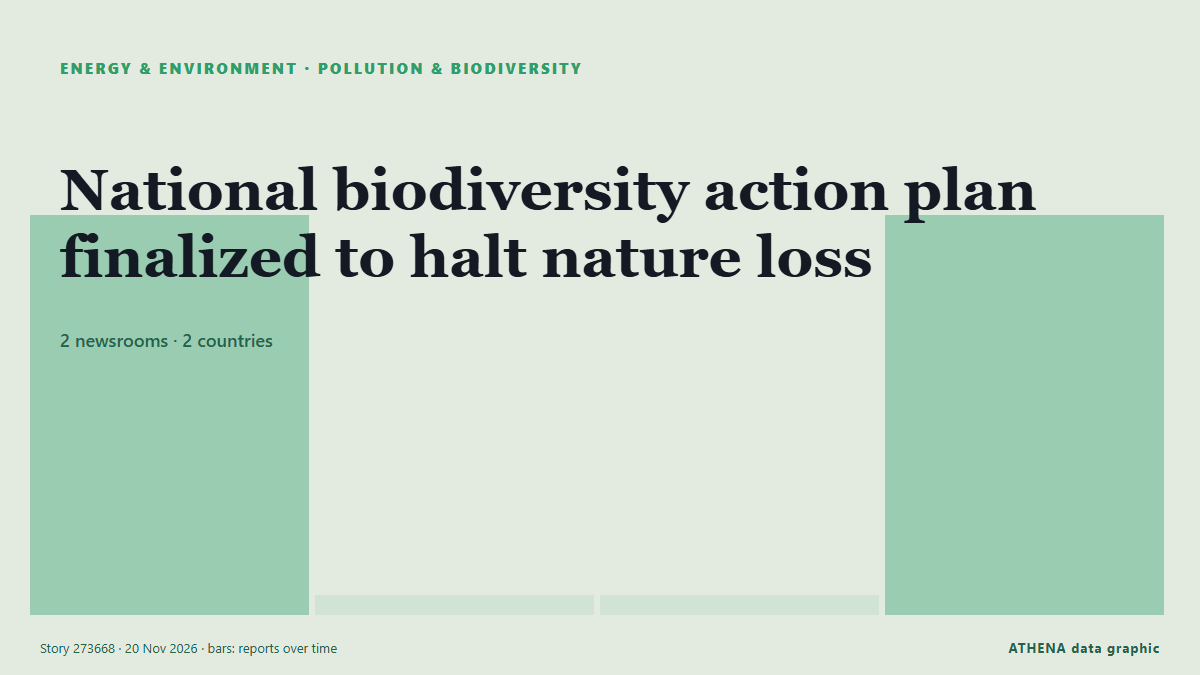 ENERGY & ENVIRONMENT · POLLUTION & BIODIVERSITY
National biodiversity action plan
finalized to halt nature loss
2 newsrooms · 2 countries
Story 273668 · 20 Nov 2026 · bars: reports over time
ATHENA data graphic